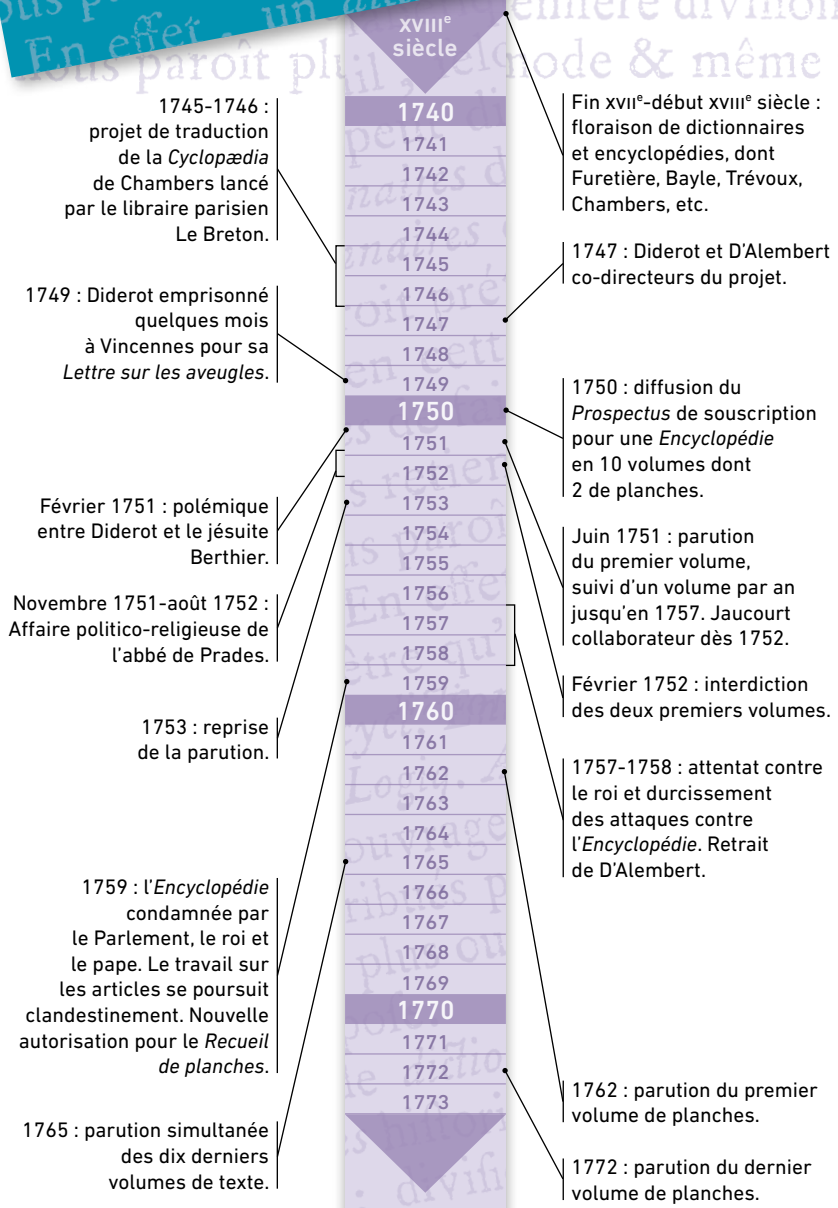 XVIIIe
siècle
1740
1741
1742
1743
1744
1745
1746
1747
1748
1749
1750
1751
1752
1753
1754
1755
1756
1757
1758
1759
1760
1761
1762
1763
1764
1765
1766
1767
1768
1769
1770
1771
1772
1773
1745-1746 :
projet de traduction
de la Cyclopædia
de Chambers lancé
par le libraire parisien
Le Breton.
1749 : Diderot emprisonné
quelques mois
à Vincennes pour sa
Lettre sur les aveugles.
Février 1751 : polémique
entre Diderot et le jésuite
Berthier.
Novembre 1751-août 1752 :
Affaire politico-religieuse de
l'abbé de Prades.
1753 : reprise
de la parution.
1759 : l'Encyclopédie
condamnée par
le Parlement, le roi et
le pape. Le travail sur
les articles se poursuit
clandestinement. Nouvelle
autorisation pour le Recueil
de planches.
1765 : parution simultanée
des dix derniers
volumes de texte.
Fin XVIIe-début XVIIIe siècle :
floraison de dictionnaires
et encyclopédies, dont
Furetière, Bayle, Trévoux,
Chambers, etc.
1747 : Diderot et D'Alembert
co-directeurs du projet.
1750 : diffusion du
Prospectus de souscription
pour une Encyclopédie
en 10 volumes dont
2 de planches.
Juin 1751 : parution
du premier volume,
suivi d'un volume par an
jusqu'en 1757. Jaucourt
collaborateur dès 1752.
Février 1752 : interdiction
des deux premiers volumes.
1757-1758 : attentat contre
le roi et durcissement
des attaques contre
l'Encyclopédie. Retrait
de D'Alembert.
1762 : parution du premier
volume de planches.
1772 : parution du dernier
volume de planches.